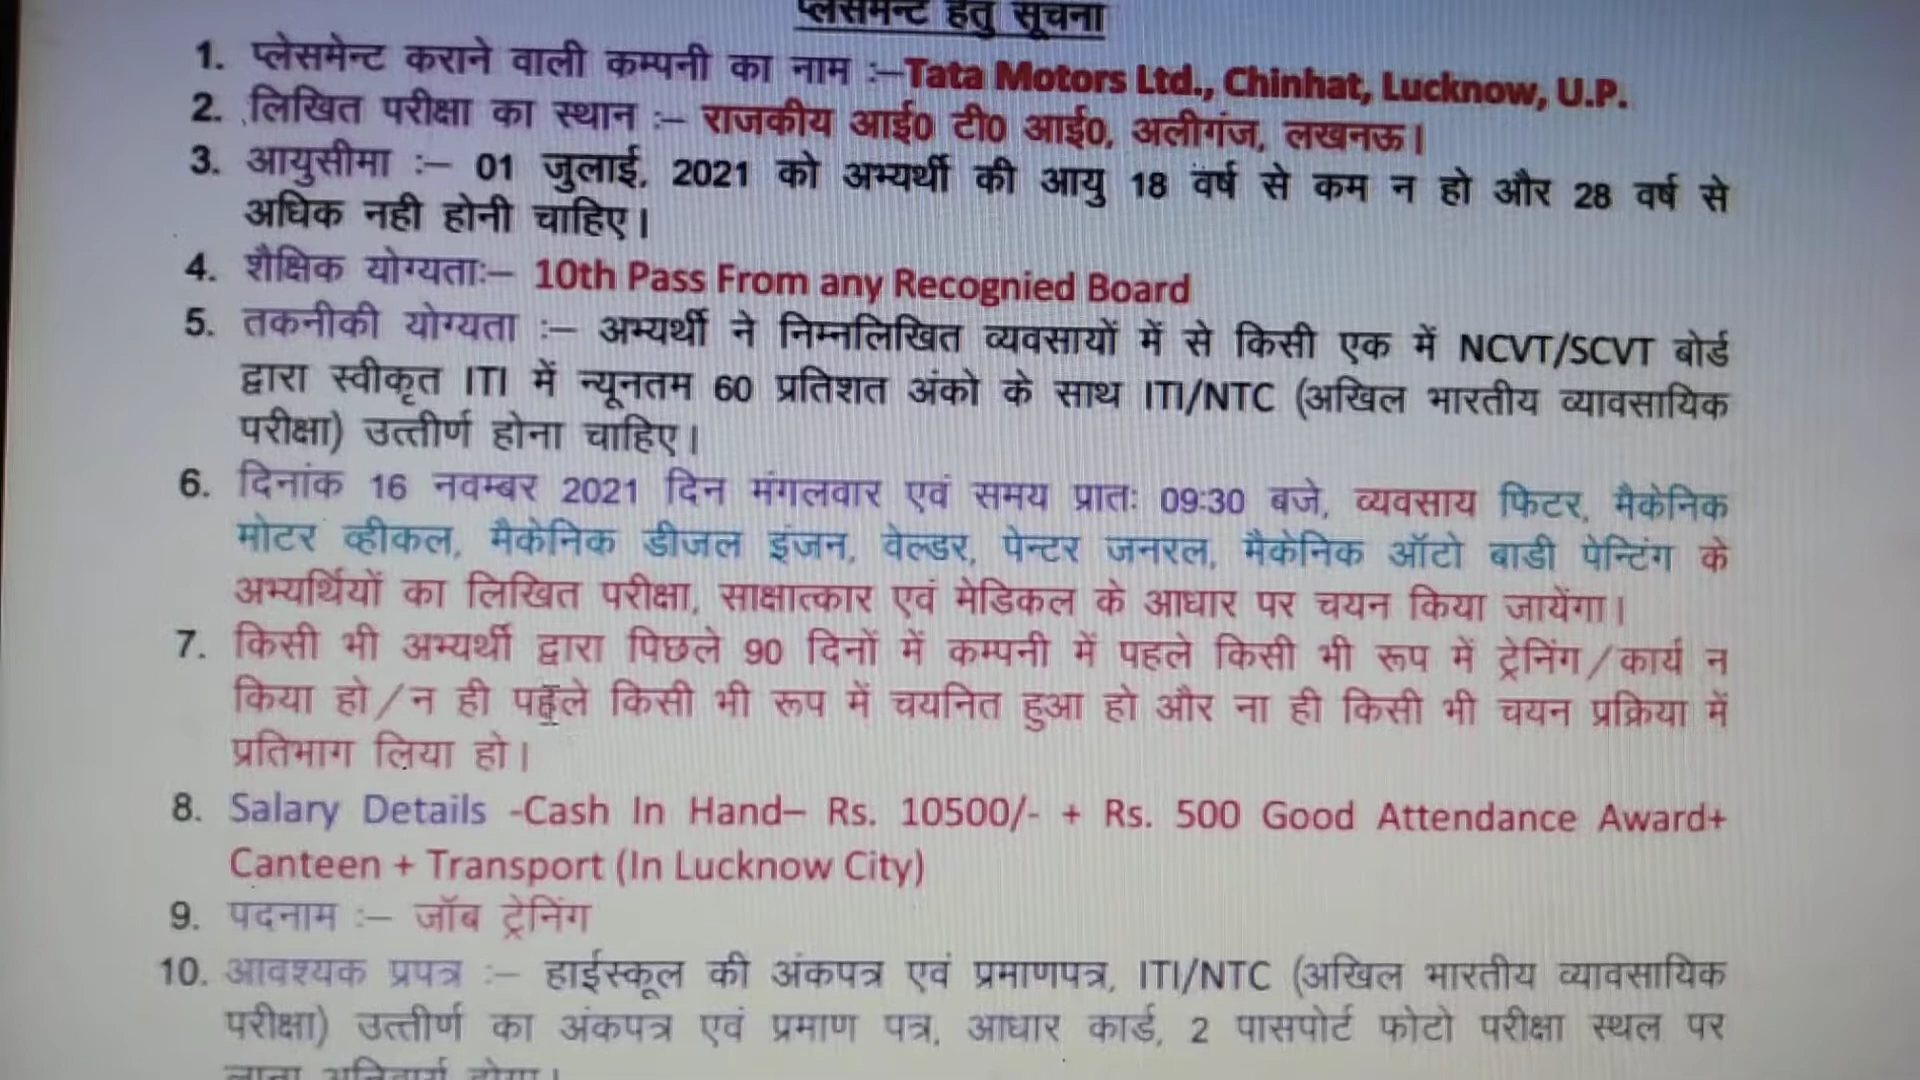 प्लेसमेन्ट हेतु सूचना
1. प्लेसमेन्ट कराने वाली कम्पनी का नाम :–Tata Motors Ltd., Chinhat, Lucknow, U.P.
2. लिखित परीक्षा का स्थान :– राजकीय आई0 टी0 आई0, अलीगंज, लखनऊ।
3. आयुसीमा :– 01 जुलाई, 2021 को अभ्यर्थी की आयु 18 वर्ष से कम न हो और 28 वर्ष से
अधिक नही होनी चाहिए।
4. शैक्षिक योग्यताः– 10th Pass From any Recognied Board
5. तकनीकी योग्यता :– अभ्यर्थी ने निम्नलिखित व्यवसायों में से किसी एक में NCVT/SCVT बोर्ड
द्वारा स्वीकृत ITI में न्यूनतम 60 प्रतिशत अंको के साथ ITI/NTC (अखिल भारतीय व्यावसायिक
परीक्षा) उत्तीर्ण होना चाहिए।
6. दिनांक 16 नवम्बर 2021 दिन मंगलवार एवं समय प्रातः 09:30 बजे, व्यवसाय फिटर, मैकेनिक
मोटर व्हीकल, मैकेनिक डीजल इंजन, वेल्डर, पेन्टर जनरल, मैकेनिक ऑटो बाडी पेन्टिंग के
अभ्यर्थियों का लिखित परीक्षा, साक्षात्कार एवं मेडिकल के आधार पर चयन किया जायेंगा।
7. किसी भी अभ्यर्थी द्वारा पिछले 90 दिनों में कम्पनी में पहले किसी भी रूप में ट्रेनिंग/कार्य न
किया हो/न ही पहले किसी भी रूप में चयनित हुआ हो और ना ही किसी भी चयन प्रक्रिया में
प्रतिभाग लिया हो।
8. Salary Details -Cash In Hand– Rs. 10500/- + Rs. 500 Good Attendance Award+
Canteen + Transport (In Lucknow City)
9. पदनाम :– जॉब ट्रेनिंग
10. आवश्यक प्रपत्र :– हाईस्कूल की अंकपत्र एवं प्रमाणपत्र, ITI/NTC (अखिल भारतीय व्यावसायिक
परीक्षा) उत्तीर्ण का अंकपत्र एवं प्रमाण पत्र, आधार कार्ड, 2 पासपोर्ट फोटो परीक्षा स्थल पर
लाना अनिवार्य होगा।